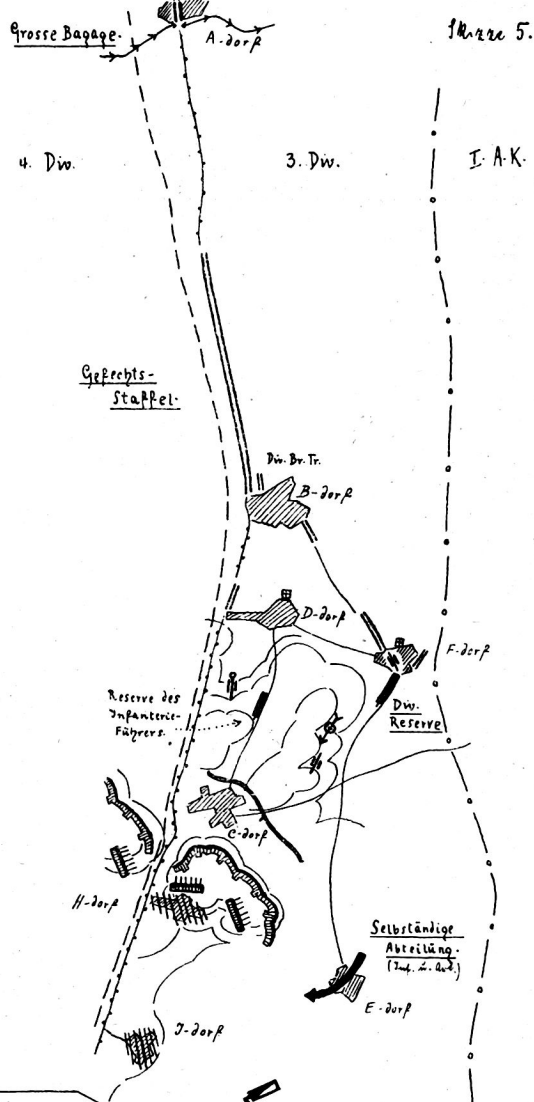 Skizze 5.
Grosse Bagage.
A-dorf
4. Div.
3. Div.
I. A.K.
Gefechts-
Staffel.
Div. Br. Tr.
B-dorf
D-dorf
F-dorf
Reserve des
Infanterie-
Führers.
Div.
Reserve
C-dorf
H-dorf
Selbständige
Abteilung.
(Inf. u. Art.)
E-dorf
J-dorf